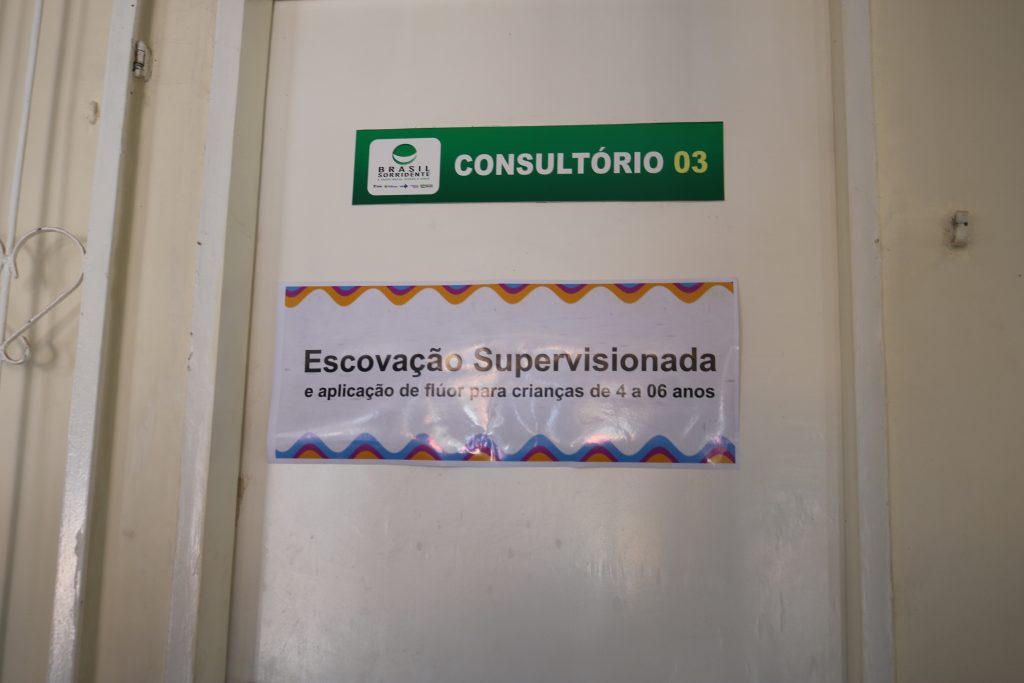 BRASIL
SORRIDENTE
CONSULTÓRIO 03
Escovação Supervisionada
e aplicação de flúor para crianças de 4 a 06 anos